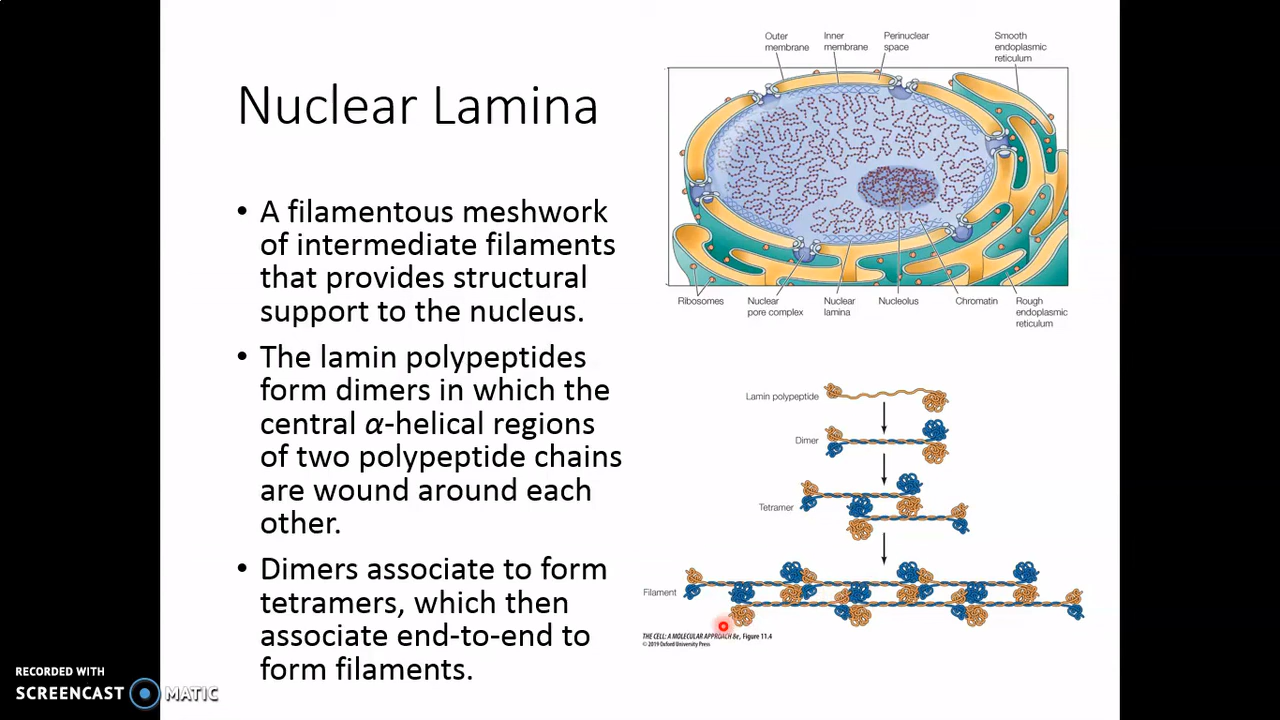 Nuclear Lamina
• A filamentous meshwork
of intermediate filaments
that provides structural
support to the nucleus.
• The lamin polypeptides
form dimers in which the
central α-helical regions
of two polypeptide chains
are wound around each
other.
• Dimers associate to form
tetramers, which then
associate end-to-end to
form filaments.
Outer
membrane
Inner
membrane
Perinuclear
space
Smooth
endoplasmic
reticulum
Ribosomes
Nuclear
pore complex
Nuclear
lamina
Nucleolus
Chromatin
Rough
endoplasmic
reticulum
Lamin polypeptide
Dimer
Tetramer
Filament
THE CELL: A MOLECULAR APPROACH 8e, Figure 11.4
© 2019 Oxford University Press
RECORDED WITH
SCREENCAST MATIC